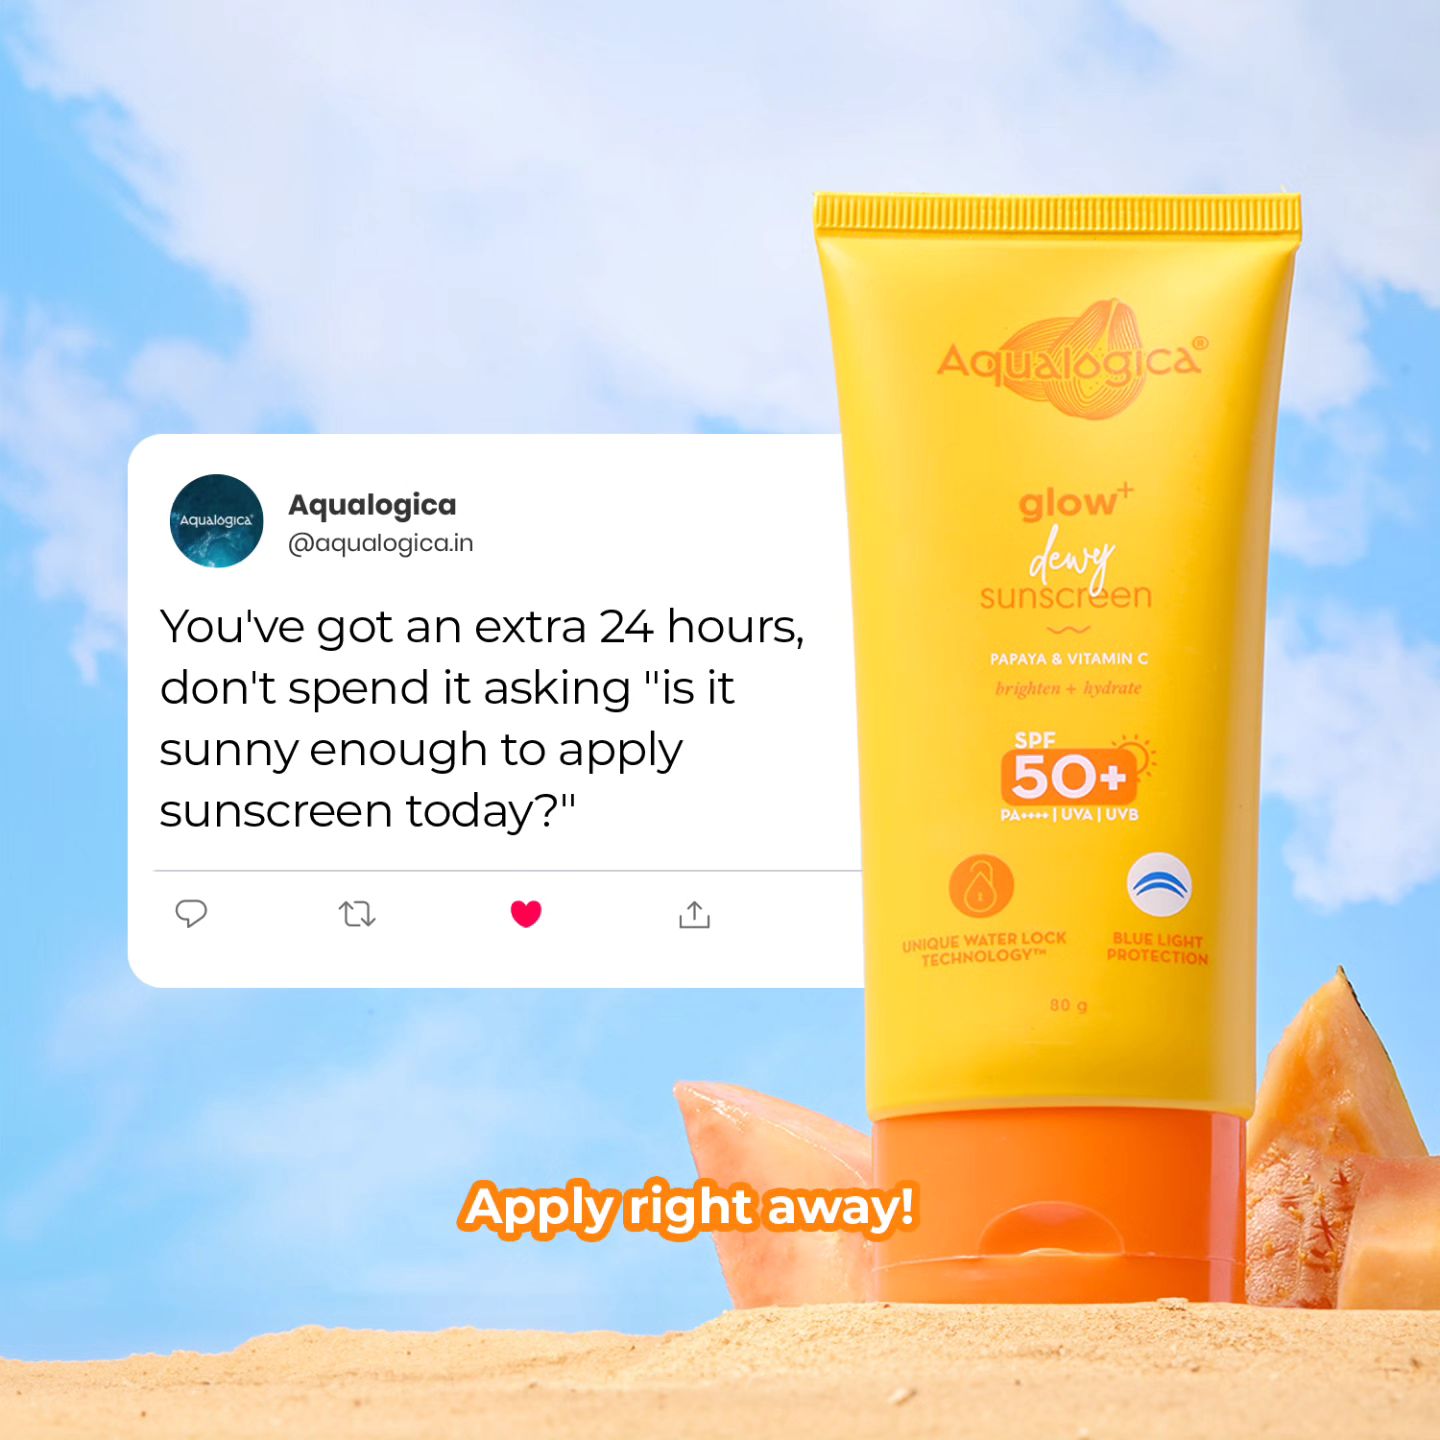 Aqualogica®
Aqualogica
@aqualogica.in
You've got an extra 24 hours,
don't spend it asking "is it
sunny enough to apply
sunscreen today?"
Aqualogica®
glow+
dewy
sunscreen
PAPAYA & VITAMIN C
brighten + hydrate
SPF
50+
PA++++ | UVA | UVB
UNIQUE WATER LOCK
TECHNOLOGY™
BLUE LIGHT
PROTECTION
80 g
Apply right away!